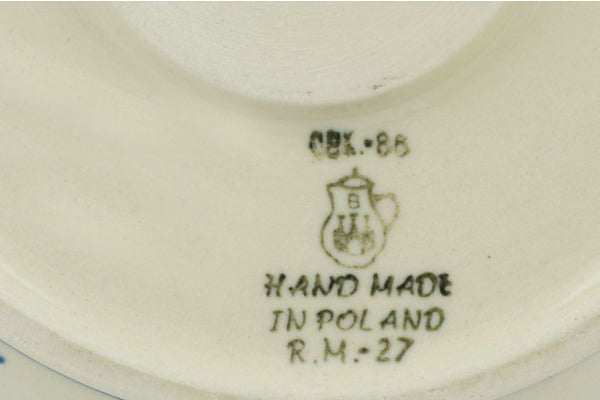 B
HAND MADE
IN POLAND
R.M.-27